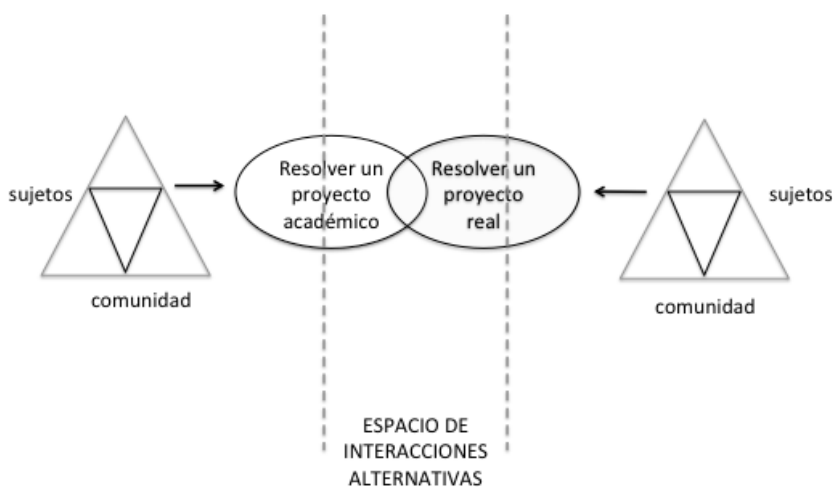 sujetos
comunidad
Resolver un
proyecto
académico
Resolver un
proyecto
real
sujetos
comunidad
ESPACIO DE
INTERACCIONES
ALTERNATIVAS